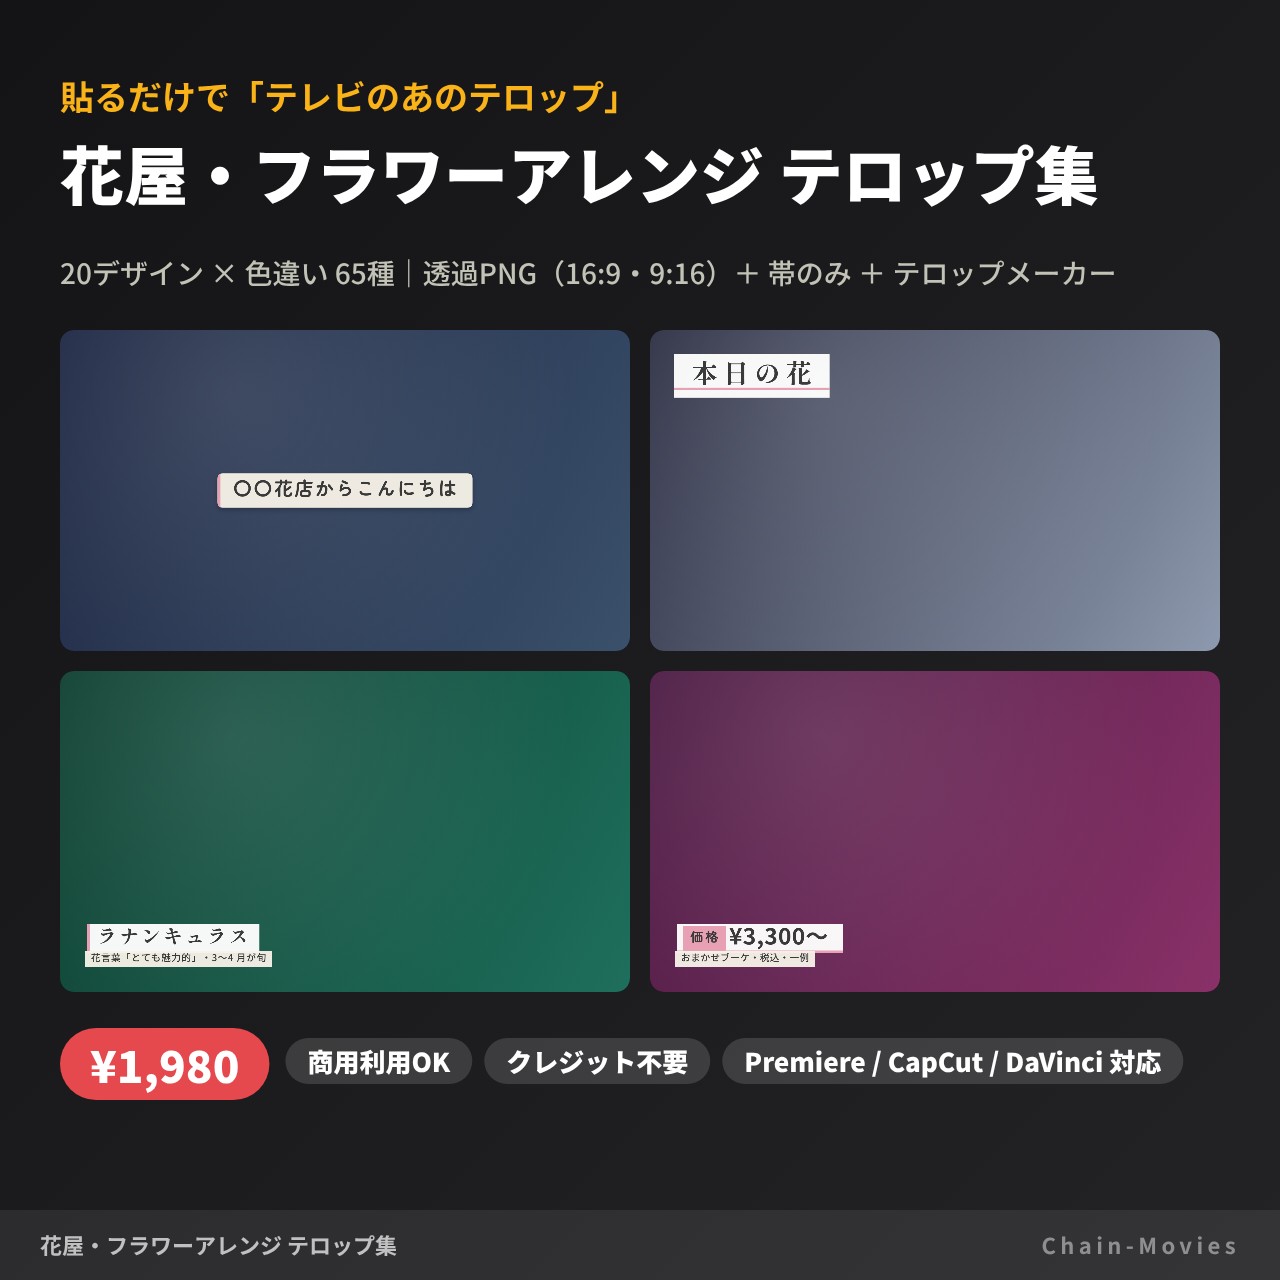 貼るだけで「テレビのあのテロップ」
花屋・フラワーアレンジ テロップ集
20デザイン × 色違い 65種｜透過PNG（16:9・9:16）＋ 帯のみ ＋ テロップメーカー
〇〇花店からこんにちは
本日の花
ラナンキュラス
花言葉「とても魅力的」・3〜4月が旬
価格 ¥3,300〜
おまかせブーケ・税込・一例
¥1,980
商用利用OK
クレジット不要
Premiere / CapCut / DaVinci 対応
花屋・フラワーアレンジ テロップ集
Chain-Movies